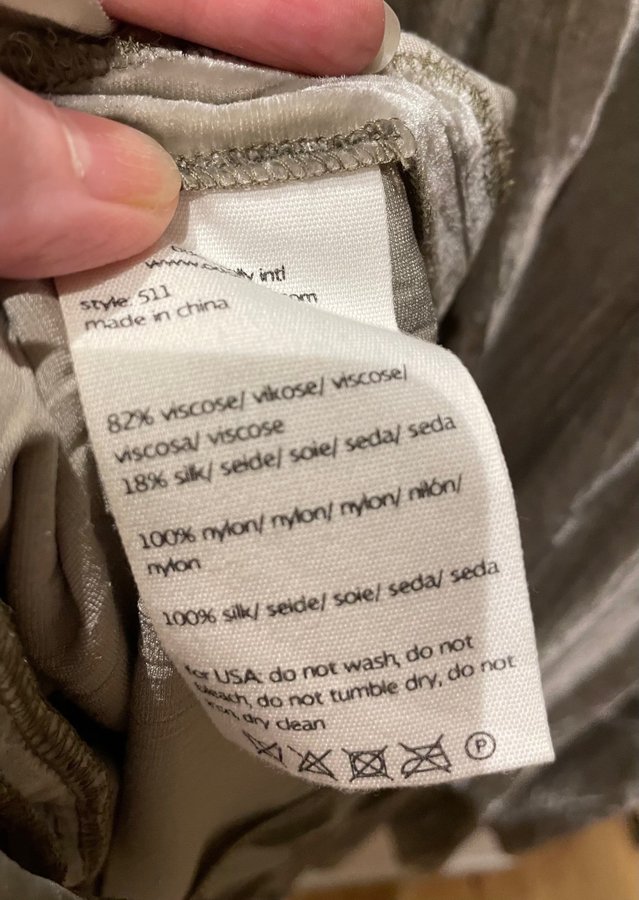 intl
style: 511
made in china
82% viscose/ vikose/ viscose/
viscosa/ viscose
18% silk/ seide/ soie/ seda/ seda
100% nylon/ nylon/ nylon/ nilón/
nylon
100% silk/ seide/ soie/ seda/ seda
for USA: do not wash, do not
bleach, do not tumble dry, do not
iron, dry clean
P